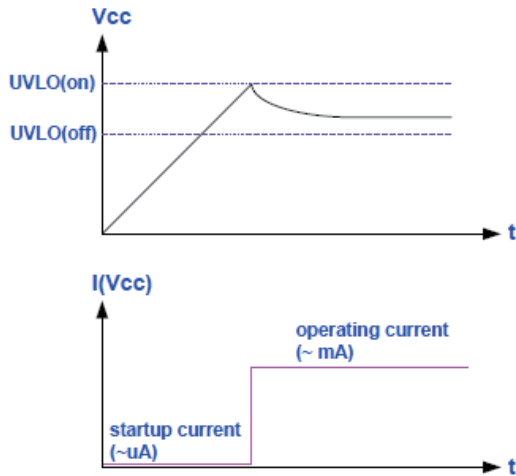 Vcc
UVLO(on)
UVLO(off)
t
I(Vcc)
operating current
(~ mA)
startup current
(~uA)
t